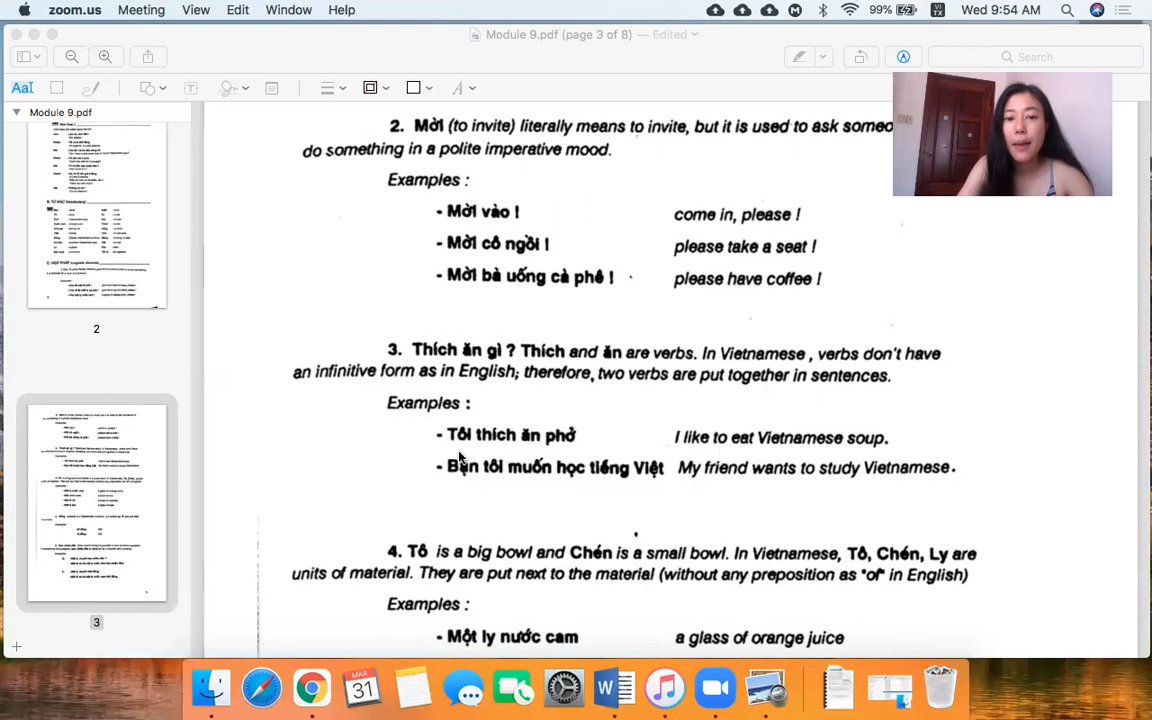 zoom.us Meeting View Edit Window Help 99% VI TX Wed 9:54 AM
Module 9.pdf (page 3 of 8) — Edited
Search
Module 9.pdf
2
3
MAR
31
2. Mời (to invite) literally means to invite, but it is used to ask someo
do something in a polite imperative mood.
Examples :
- Mời vào ! come in, please !
- Mời cô ngồi ! please take a seat !
- Mời bà uống cà phê ! please have coffee !
3. Thích ăn gì ? Thích and ăn are verbs. In Vietnamese , verbs don't have
an infinitive form as in English; therefore, two verbs are put together in sentences.
Examples :
- Tôi thích ăn phở I like to eat Vietnamese soup.
- Bạn tôi muốn học tiếng Việt My friend wants to study Vietnamese.
4. Tô is a big bowl and Chén is a small bowl. In Vietnamese, Tô, Chén, Ly are
units of material. They are put next to the material (without any preposition as "of" in English)
Examples :
- Một ly nước cam a glass of orange juice